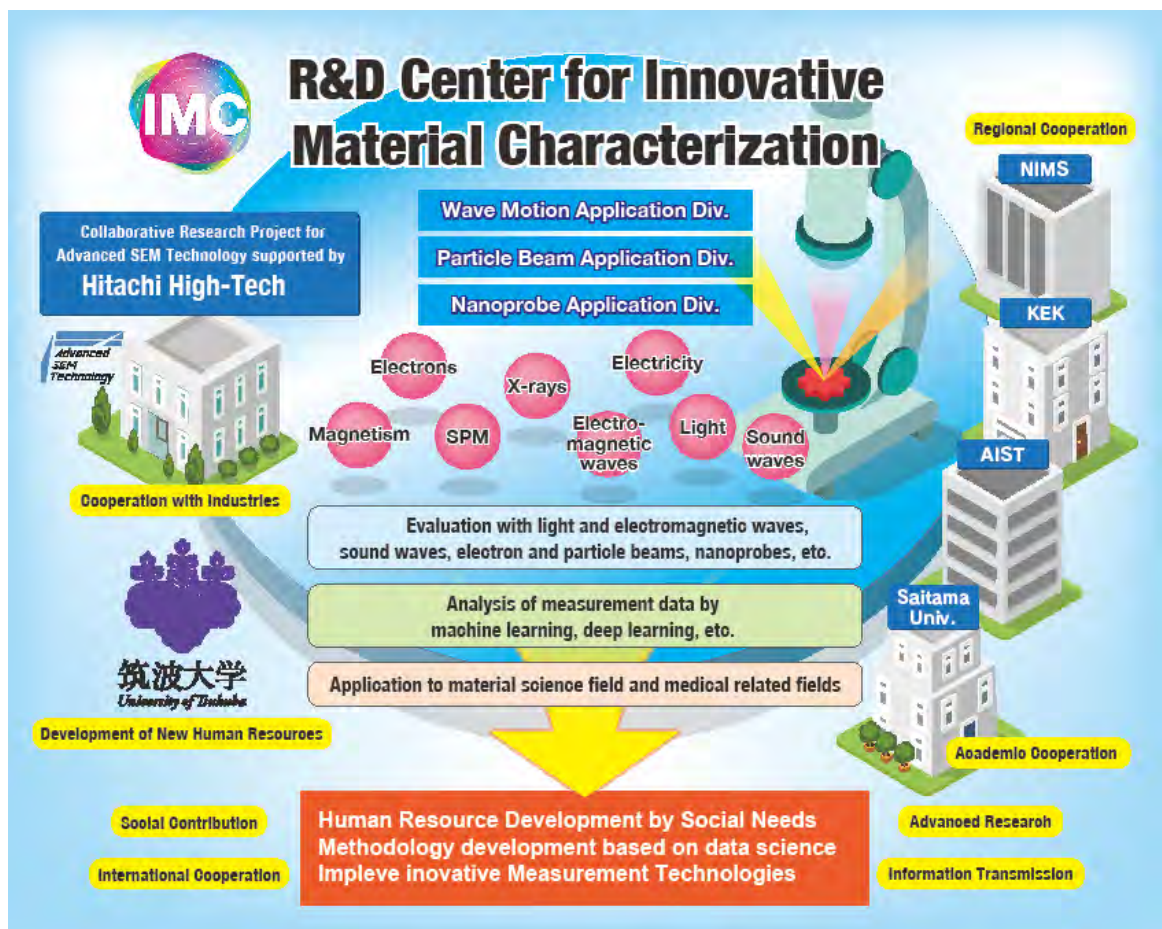 IMC
R&D Center for Innovative
Material Characterization
Regional Cooperation
NIMS
Collaborative Research Project for
Advanced SEM Technology supported by
Hitachi High-Tech
Wave Motion Application Div.
Particle Beam Application Div.
Nanoprobe Application Div.
KEK
Advanced
SEM
Technology
Electrons
X-rays
Electricity
Magnetism
SPM
Electro-
magnetic
waves
Light
Sound
waves
AIST
Cooperation with Industries
Evaluation with light and electromagnetic waves,
sound waves, electron and particle beams, nanoprobes, etc.
Analysis of measurement data by
machine learning, deep learning, etc.
Saitama
Univ.
筑波大学
University of Tsukuba
Application to material science field and medical related fields
Development of New Human Resources
Academic Cooperation
Social Contribution
International Cooperation
Human Resource Development by Social Needs
Methodology development based on data science
Impleve inovative Measurement Technologies
Advanced Research
Information Transmission